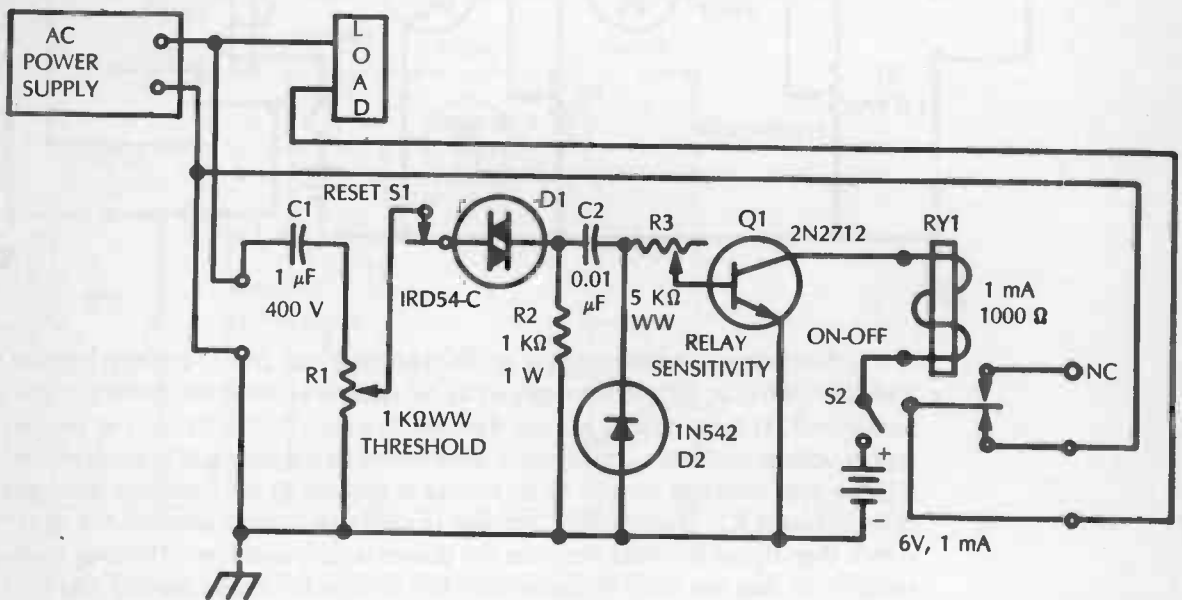 AC
POWER
SUPPLY
L
O
A
D
RESET S1
D1
C1
1 µF
400 V
R1
1 KΩWW
THRESHOLD
IRD54-C
C2
0.01
µF
R2
1 KΩ
1 W
R3
5 KΩ
WW
RELAY
SENSITIVITY
Q1
2N2712
1N542
D2
RY1
1 mA
1000 Ω
ON-OFF
S2
NC
+
-
6V, 1 mA